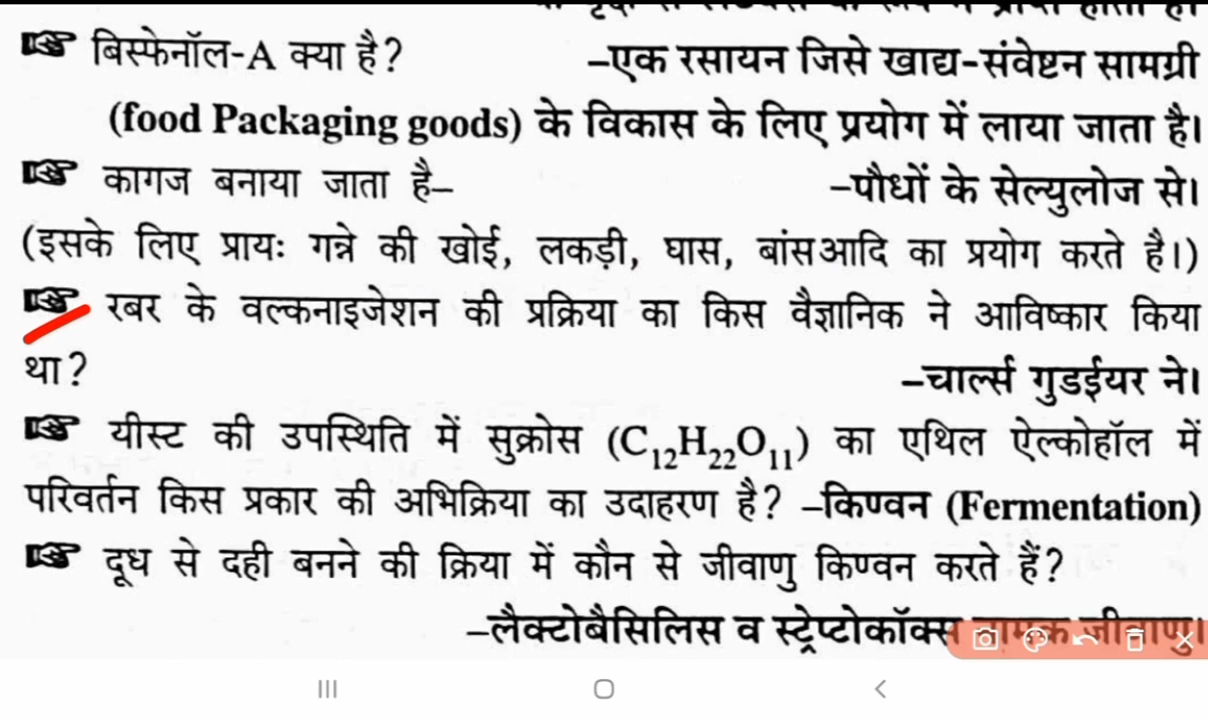 बिस्फेनॉल-A क्या है? –एक रसायन जिसे खाद्य-संवेष्टन सामग्री
(food Packaging goods) के विकास के लिए प्रयोग में लाया जाता है।
कागज बनाया जाता है– –पौधों के सेल्युलोज से।
(इसके लिए प्रायः गन्ने की खोई, लकड़ी, घास, बांसआदि का प्रयोग करते है।)
रबर के वल्कनाइजेशन की प्रक्रिया का किस वैज्ञानिक ने आविष्कार किया
था? –चार्ल्स गुडईयर ने।
यीस्ट की उपस्थिति में सुक्रोस (C₁₂H₂₂O₁₁) का एथिल ऐल्कोहॉल में
परिवर्तन किस प्रकार की अभिक्रिया का उदाहरण है? –किण्वन (Fermentation)
दूध से दही बनने की क्रिया में कौन से जीवाणु किण्वन करते हैं?
–लैक्टोबैसिलिस व स्ट्रेप्टोकॉक्स नामक जीवाणु।